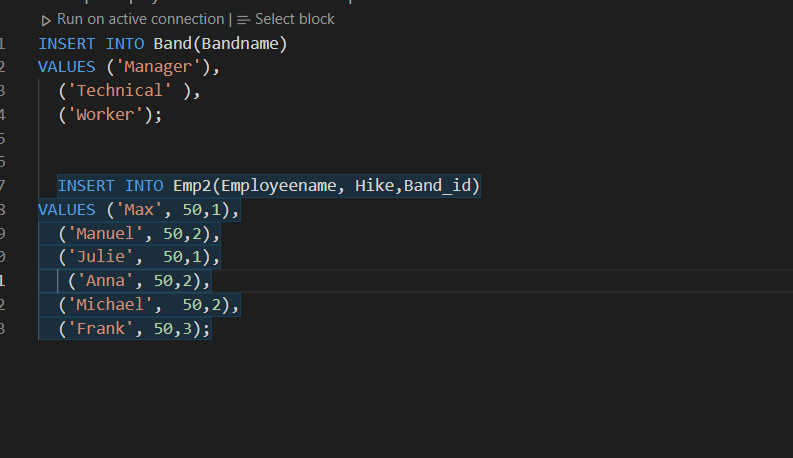 Run on active connection | Select block
1 INSERT INTO Band(Bandname)
2 VALUES ('Manager'),
3 ('Technical' ),
4 ('Worker');
5
6
7 INSERT INTO Emp2(Employeename, Hike,Band_id)
8 VALUES ('Max', 50,1),
9 ('Manuel', 50,2),
0 ('Julie',  50,1),
1 ('Anna', 50,2),
2 ('Michael',  50,2),
3 ('Frank', 50,3);